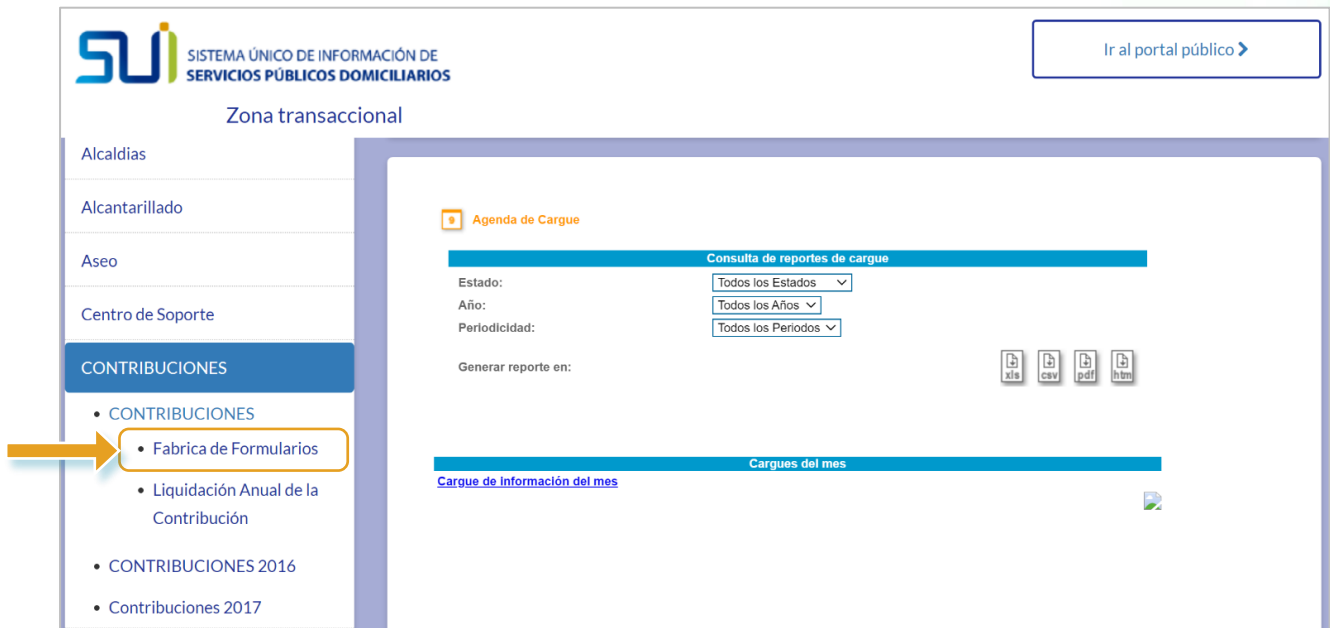 SUI
SISTEMA ÚNICO DE INFORMACIÓN DE
SERVICIOS PÚBLICOS DOMICILIARIOS
Ir al portal público
Zona transaccional
Alcaldias
Alcantarillado
Aseo
Centro de Soporte
CONTRIBUCIONES
CONTRIBUCIONES
Fabrica de Formularios
Liquidación Anual de la
Contribución
CONTRIBUCIONES 2016
Contribuciones 2017
9 Agenda de Cargue
Consulta de reportes de cargue
Estado: Todos los Estados
Año: Todos los Años
Periodicidad: Todos los Periodos
Generar reporte en: xls csv pdf htm
Cargues del mes
Cargue de información del mes